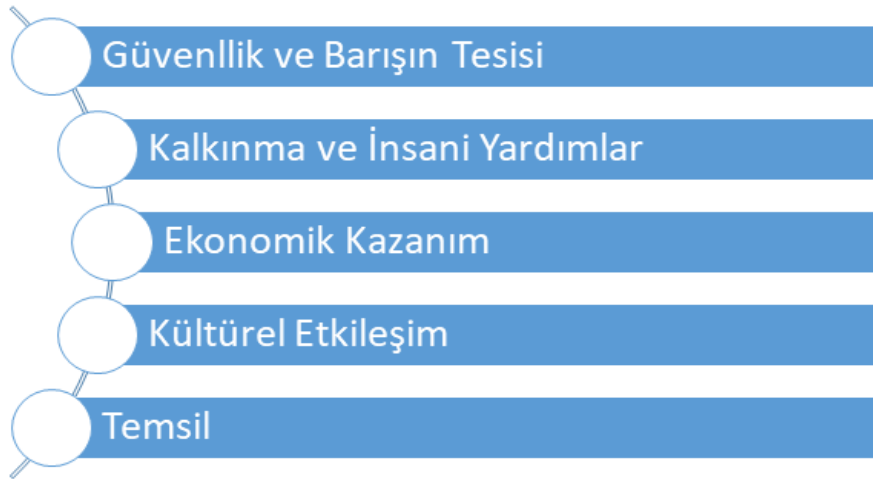 Güvenllik ve Barışın Tesisi
Kalkınma ve İnsani Yardımlar
Ekonomik Kazanım
Kültürel Etkileşim
Temsil